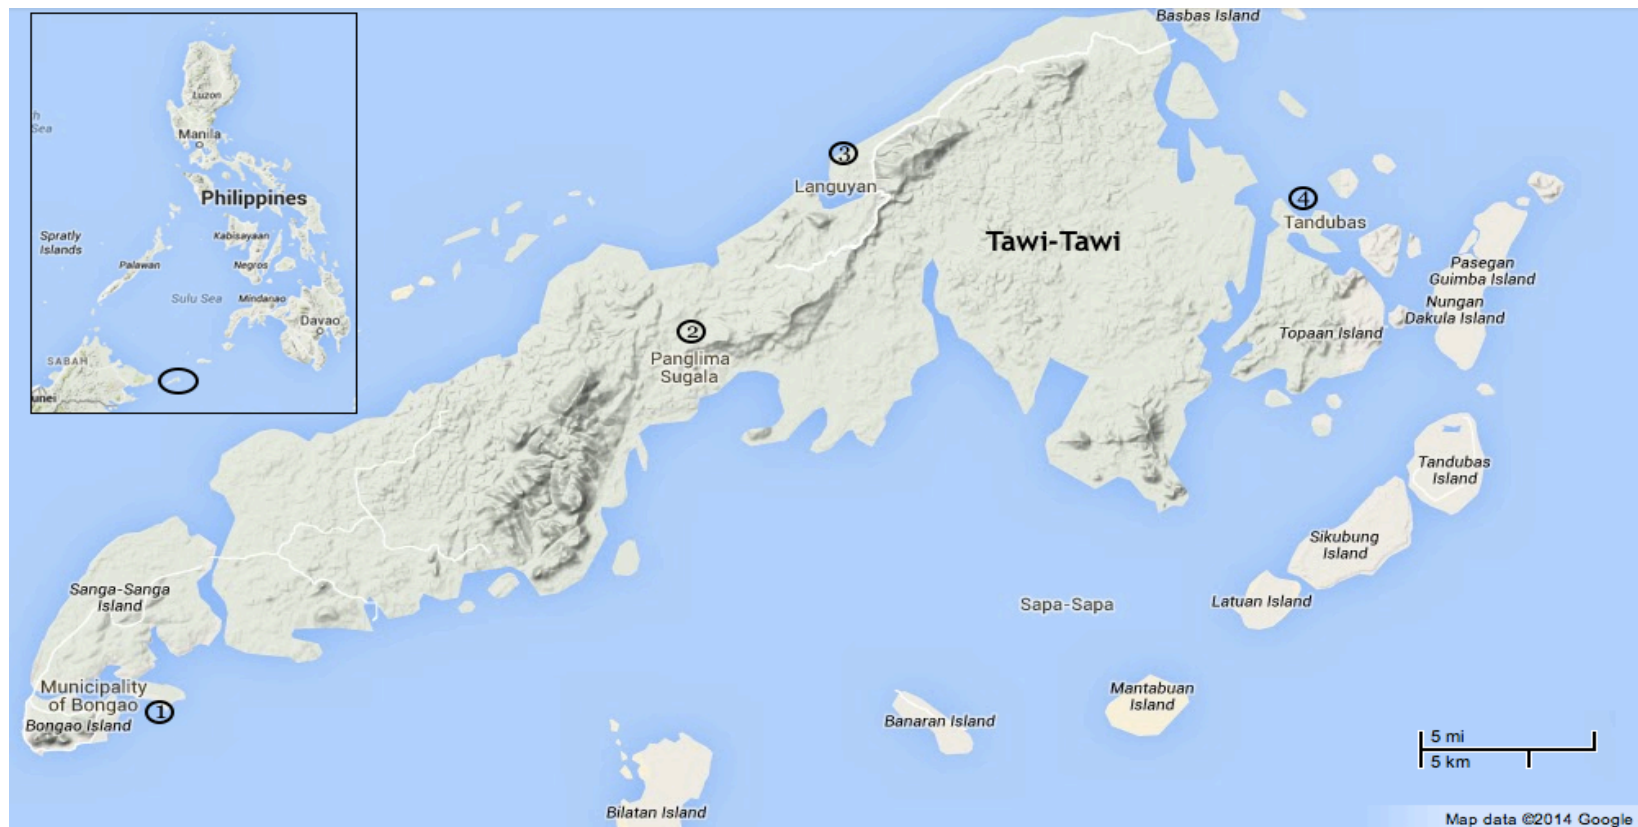 h
Sea
Luzon
Manila
Philippines
Spratly
Islands
Kabisayaan
Palawan
Negros
Sulu Sea
Mindanao
Davao
SABAH
unei
Basbas Island
3
Languyan
4
Tandubas
Tawi-Tawi
Pasegan
Guimba Island
Nungan
Dakula Island
2
Panglima
Sugala
Topaan Island
Tandubas
Island
Sikubung
Island
Sanga-Sanga
Island
Sapa-Sapa
Latuan Island
Municipality
of Bongao
1
Bongao Island
Mantabuan
Island
Banaran Island
Bilatan Island
5 mi
5 km
Map data ©2014 Google